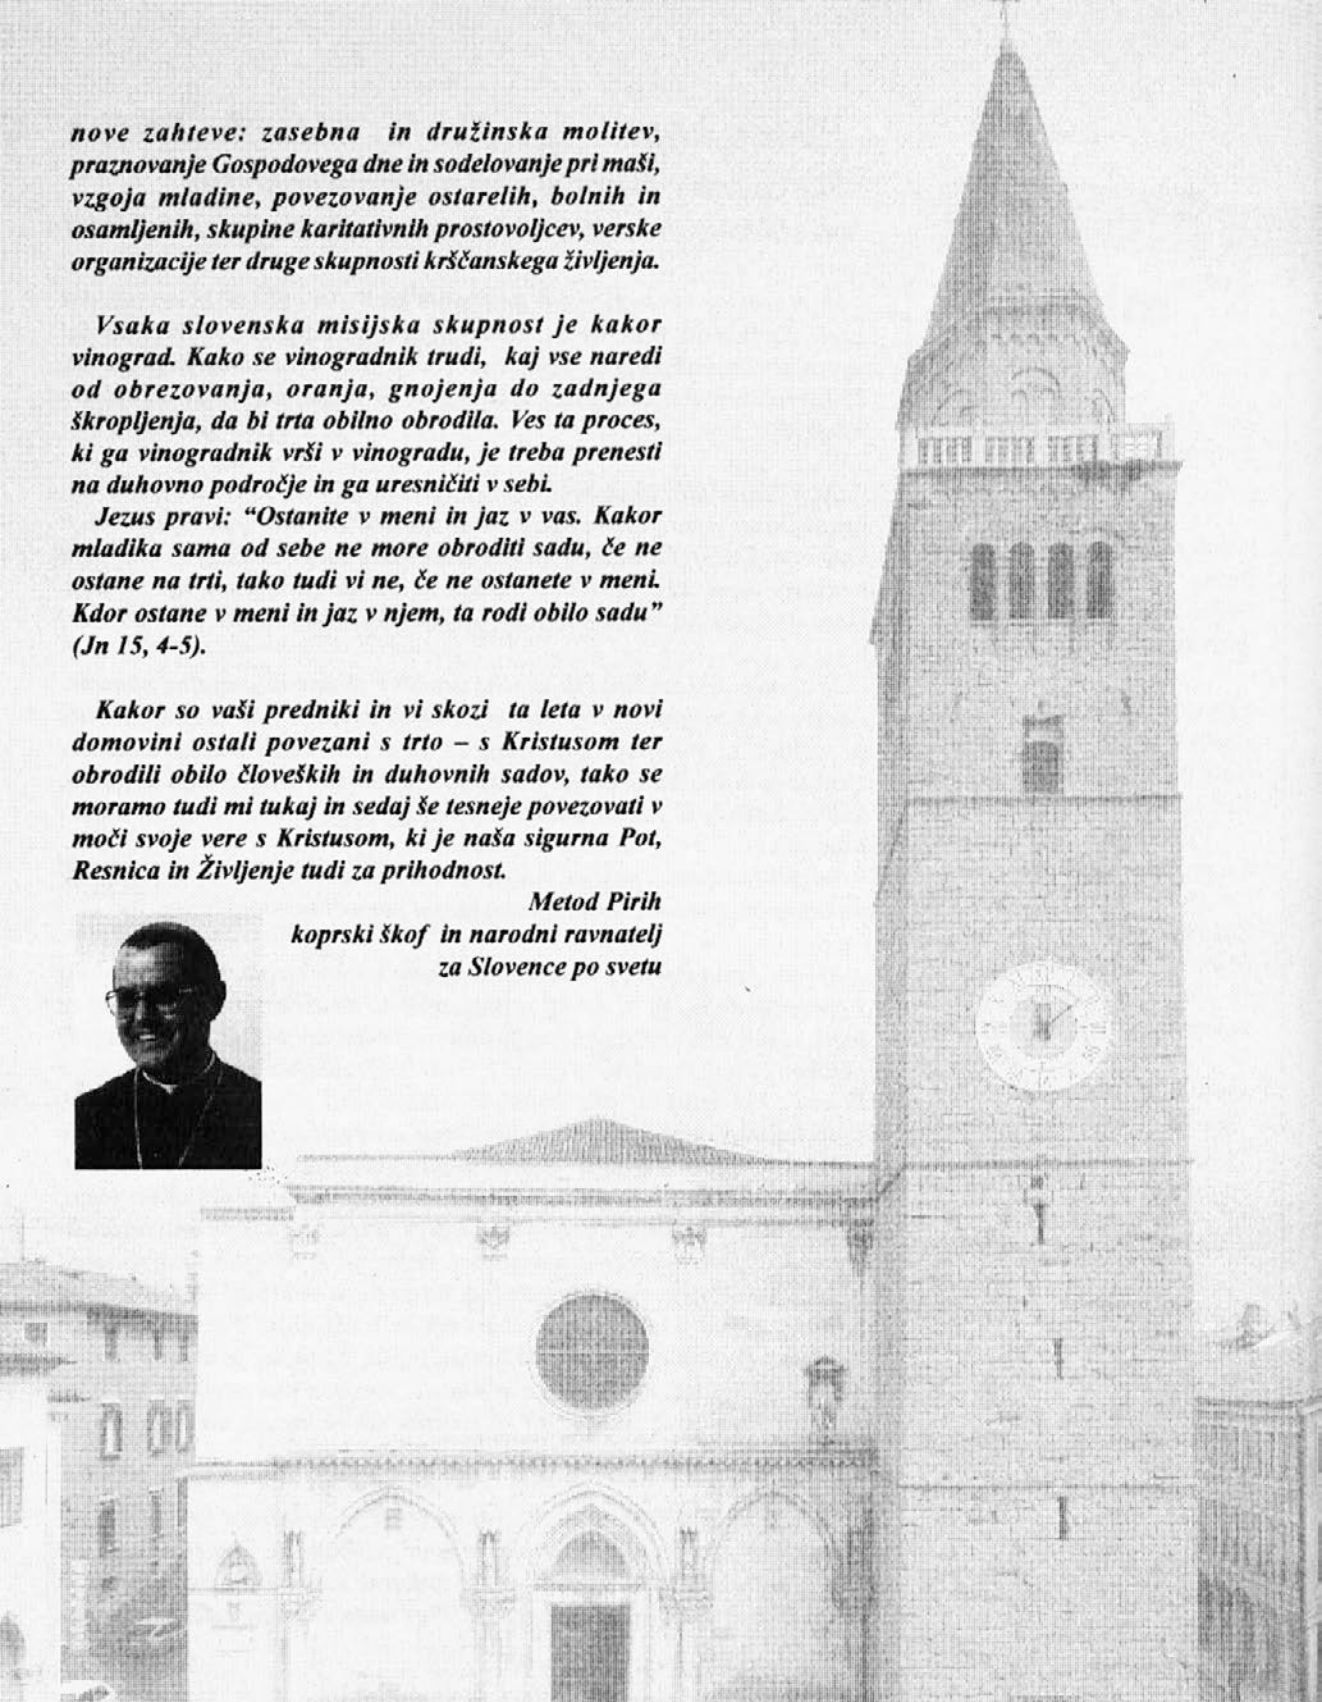 nove zahteve: zasebna in družinska molitev,
praznovanje Gospodovega dne in sodelovanje pri maši,
vzgoja mladine, povezovanje ostarelih, bolnih in
osamljenih, skupine karitativnih prostovoljcev, verske
organizacije ter druge skupnosti krščanskega življenja.
Vsaka slovenska misijska skupnost je kakor
vinograd. Kako se vinogradnik trudi, kaj vse naredi
od obrezovanja, oranja, gnojenja do zadnjega
škropljenja, da bi trta obilno obrodila. Ves ta proces,
ki ga vinogradnik vrši v vinogradu, je treba prenesti
na duhovno področje in ga uresničiti v sebi.
Jezus pravi: “Ostanite v meni in jaz v vas. Kakor
mladika sama od sebe ne more obroditi sadu, če ne
ostane na trti, tako tudi vi ne, če ne ostanete v meni.
Kdor ostane v meni in jaz v njem, ta rodi obilo sadu”
(Jn 15, 4-5).
Kakor so vaši predniki in vi skozi ta leta v novi
domovini ostali povezani s trto – s Kristusom ter
obrodili obilo človeških in duhovnih sadov, tako se
moramo tudi mi tukaj in sedaj še tesneje povezovati v
moči svoje vere s Kristusom, ki je naša sigurna Pot,
Resnica in Življenje tudi za prihodnost.
Metod Pirih
koprski škof in narodni ravnatelj
za Slovence po svetu